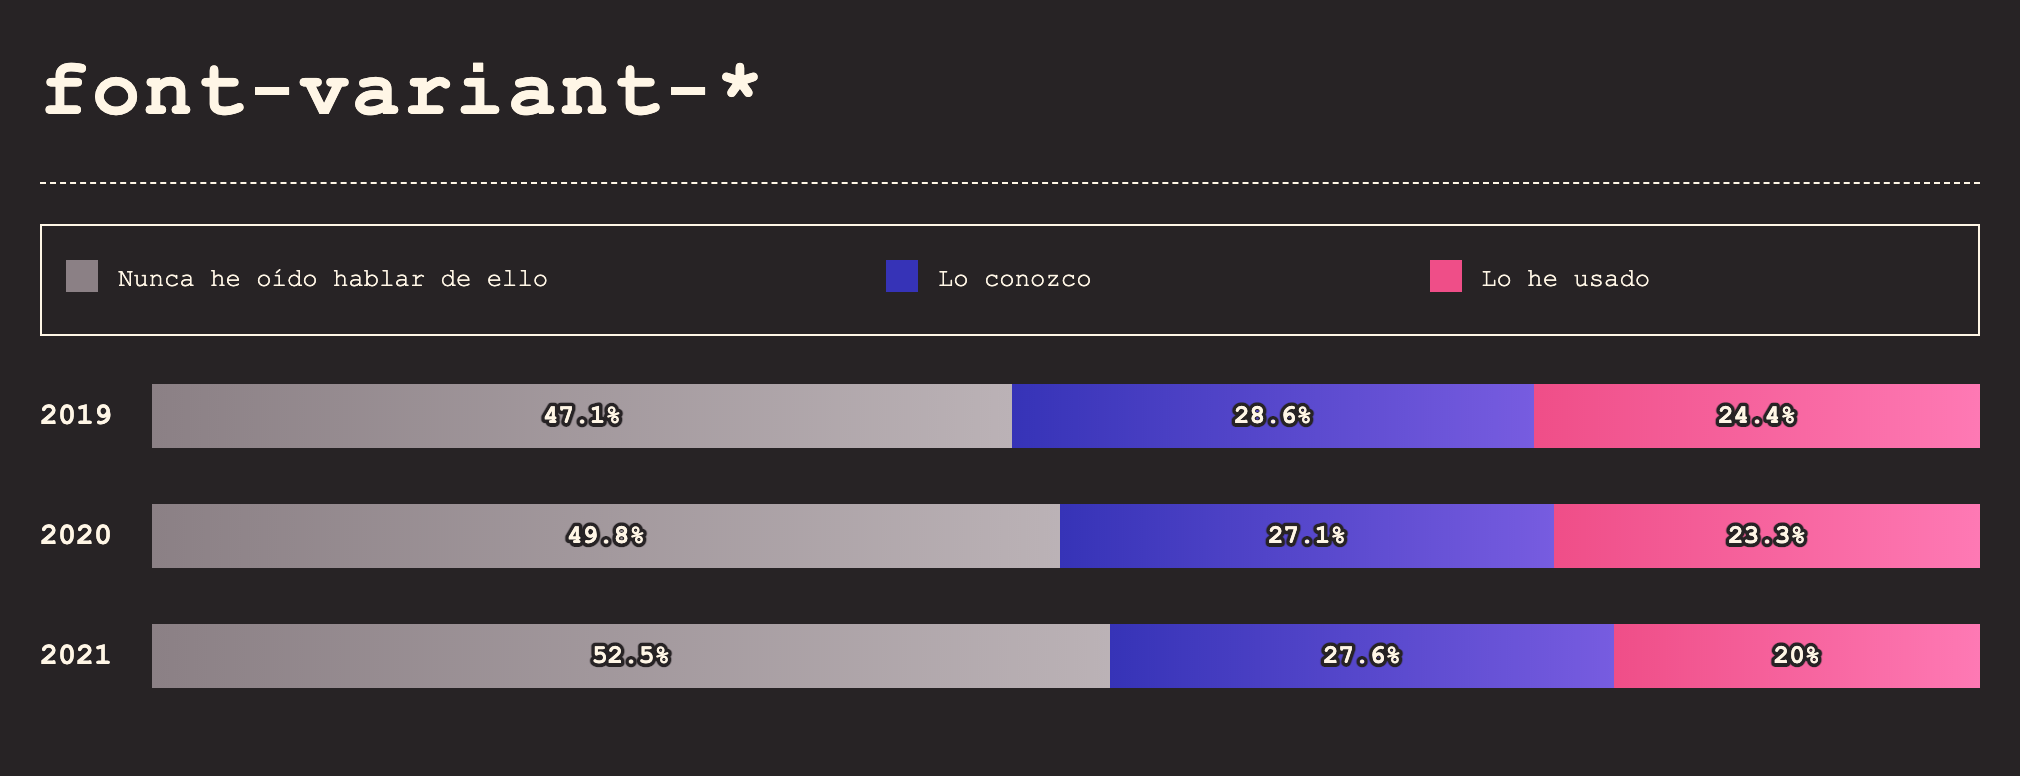 font-variant-*
Nunca he oído hablar de ello Lo conozco Lo he usado
2019 47.1% 28.6% 24.4%
2020 49.8% 27.1% 23.3%
2021 52.5% 27.6% 20%